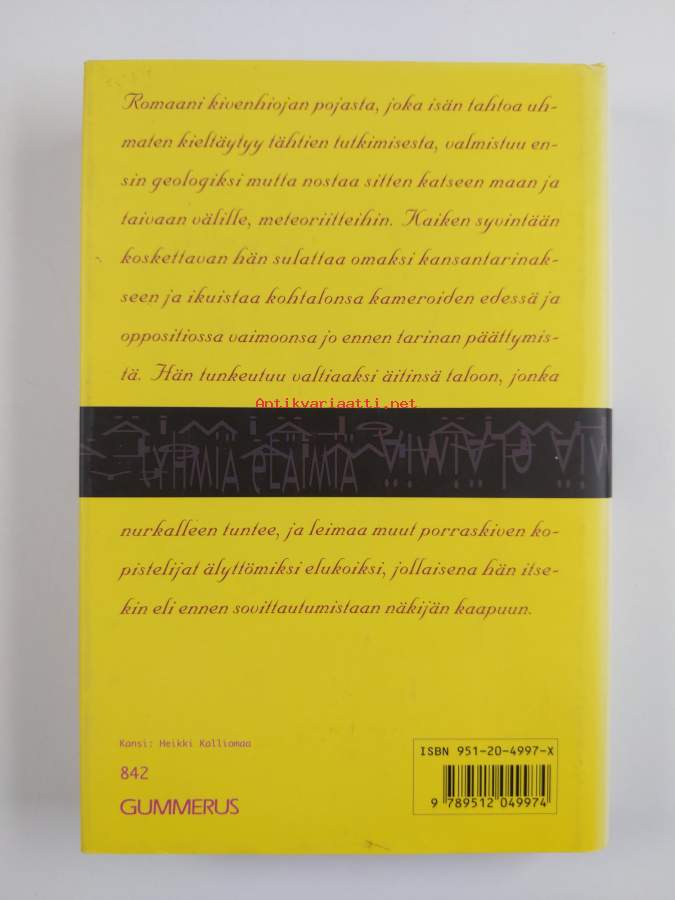 Romaani kivenhiojan pojasta, joka isän tahtoa uh-
maten kieltäytyy tähtien tutkimisesta, valmistuu en-
sin geologiksi mutta nostaa sitten katseen maan ja
taivaan välille, meteoriitteihin. Kaiken syvintään
koskettavan hän sulattaa omaksi kansantarinak-
seen ja ikuistaa kohtalonsa kameroiden edessä ja
oppositiossa vaimoonsa jo ennen tarinan päättymis-
tä. Hän tunkeutuu valtiaaksi äitinsä taloon, jonka
Antikvariaatti.net
TYHMIÄ eLÄIMIÄ
nurkalleen tuntee, ja leimaa muut porraskiven ko-
pistelijat älyttömiksi elukoiksi, jollaisena hän itse-
kin eli ennen sovittautumistaan näkijän kaapuun.
Kansi: Heikki Kalliomaa
842
GUMMERUS
ISBN 951-20-4997-X
9 789512 049974